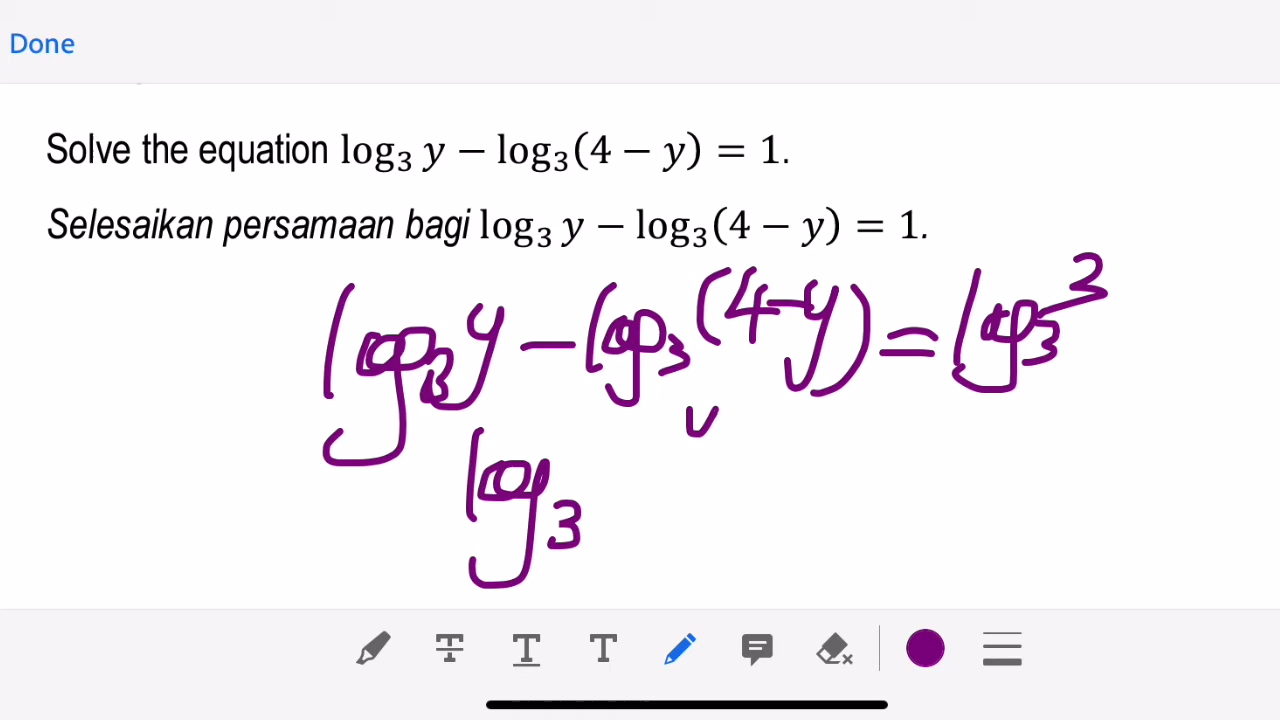 Done
Solve the equation log₃ y − log₃(4 − y) = 1.
Selesaikan persamaan bagi log₃ y − log₃(4 − y) = 1.
log₃ y − log₃ (4−y) = log₃ 3
log₃